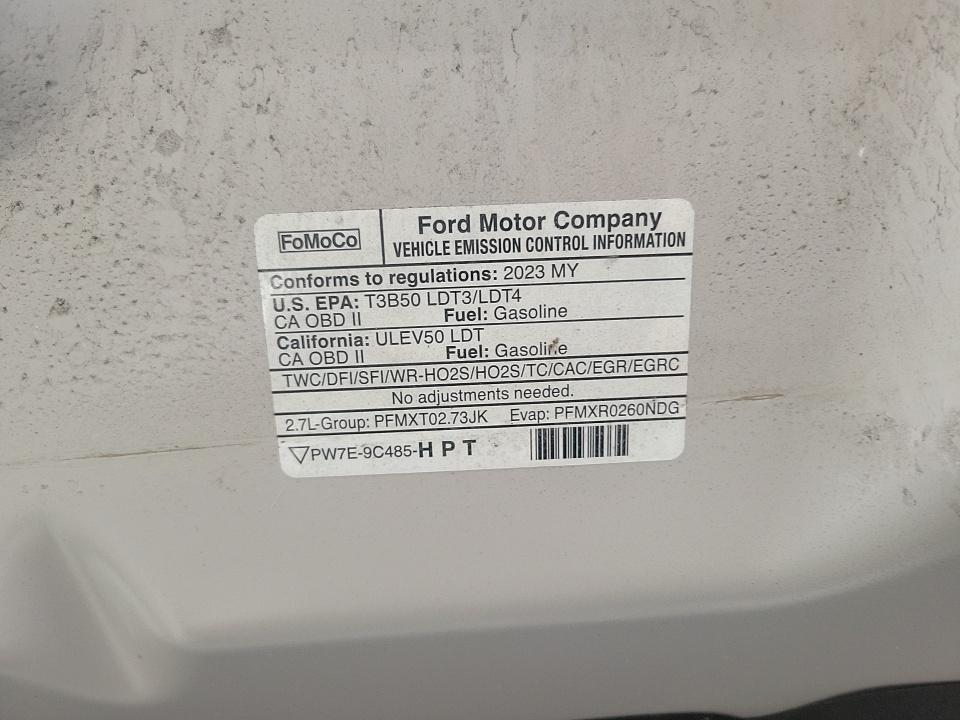 FoMoCo
Ford Motor Company
VEHICLE EMISSION CONTROL INFORMATION
Conforms to regulations: 2023 MY
U.S. EPA: T3B50 LDT3/LDT4
CA OBD II Fuel: Gasoline
California: ULEV50 LDT
CA OBD II Fuel: Gasoline
TWC/DFI/SFI/WR-HO2S/HO2S/TC/CAC/EGR/EGRC
No adjustments needed.
2.7L-Group: PFMXT02.73JK Evap: PFMXR0260NDG
PW7E-9C485-H P T